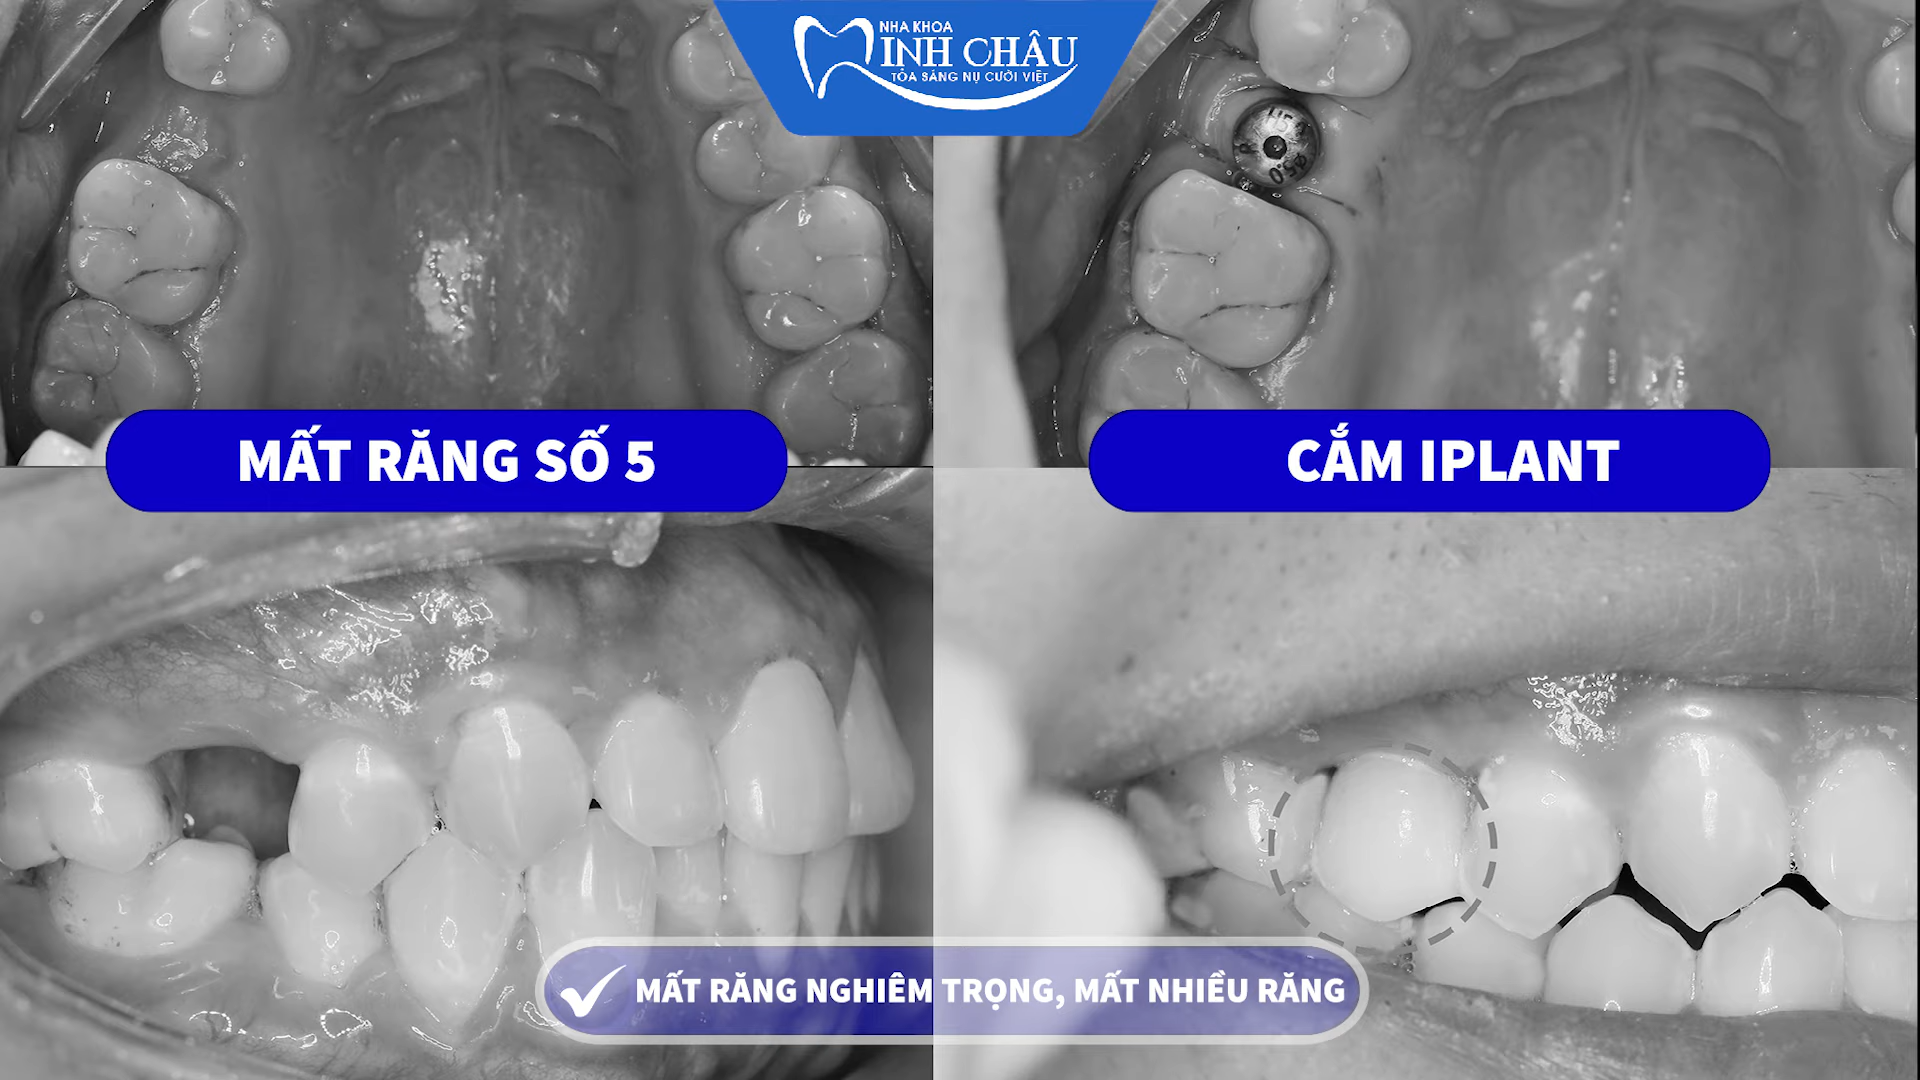 NHA KHOA
MINH CHÂU
TỎA SÁNG NỤ CƯỜI VIỆT
MẤT RĂNG SỐ 5
CẮM IPLANT
MẤT RĂNG NGHIÊM TRỌNG, MẤT NHIỀU RĂNG